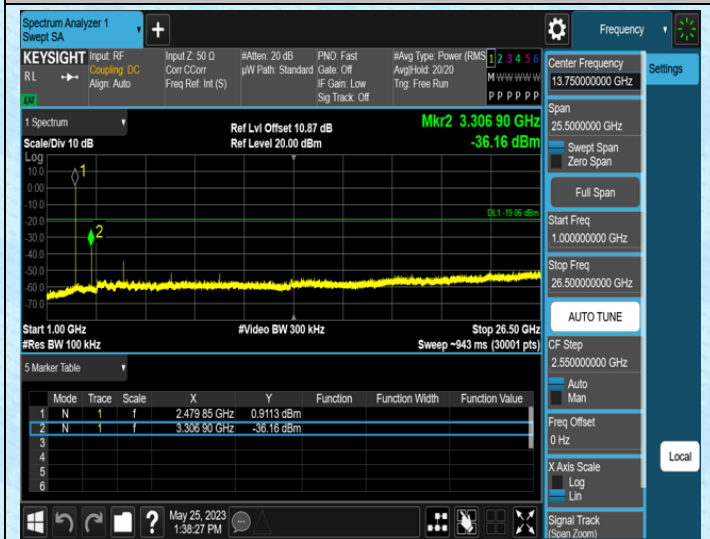 Spectrum Analyzer 1
Swept SA
Frequency
KEYSIGHT
RL
LXI
Input: RF
Coupling: DC
Align: Auto
Input Z: 50 Ω
Corr CCorr
Freq Ref: Int (S)
#Atten: 20 dB
µW Path: Standard
PNO: Fast
Gate: Off
IF Gain: Low
Sig Track: Off
#Avg Type: Power (RMS
Avg|Hold: 20/20
Trig: Free Run
1 2 3 4 5 6
M W W W W W
P P P P P P
1 Spectrum
Scale/Div 10 dB
Ref Lvl Offset 10.87 dB
Ref Level 20.00 dBm
Mkr2 3.306 90 GHz
-36.16 dBm
Log
10.0
0.00
-10.0
-20.0
-30.0
-40.0
-50.0
-60.0
-70.0
1
2
DL1 -19.06 dBm
Start 1.00 GHz
#Res BW 100 kHz
#Video BW 300 kHz
Stop 26.50 GHz
Sweep ~943 ms (30001 pts)
5 Marker Table
Mode Trace Scale X Y Function Function Width Function Value
1 N 1 f 2.479 85 GHz 0.9113 dBm
2 N 1 f 3.306 90 GHz -36.16 dBm
3
4
5
6
May 25, 2023
1:38:27 PM
Center Frequency
13.750000000 GHz
Settings
Span
25.5000000 GHz
Swept Span
Zero Span
Full Span
Start Freq
1.000000000 GHz
Stop Freq
26.500000000 GHz
AUTO TUNE
CF Step
2.550000000 GHz
Auto
Man
Freq Offset
0 Hz
X Axis Scale
Log
Lin
Local
Signal Track
(Span Zoom)